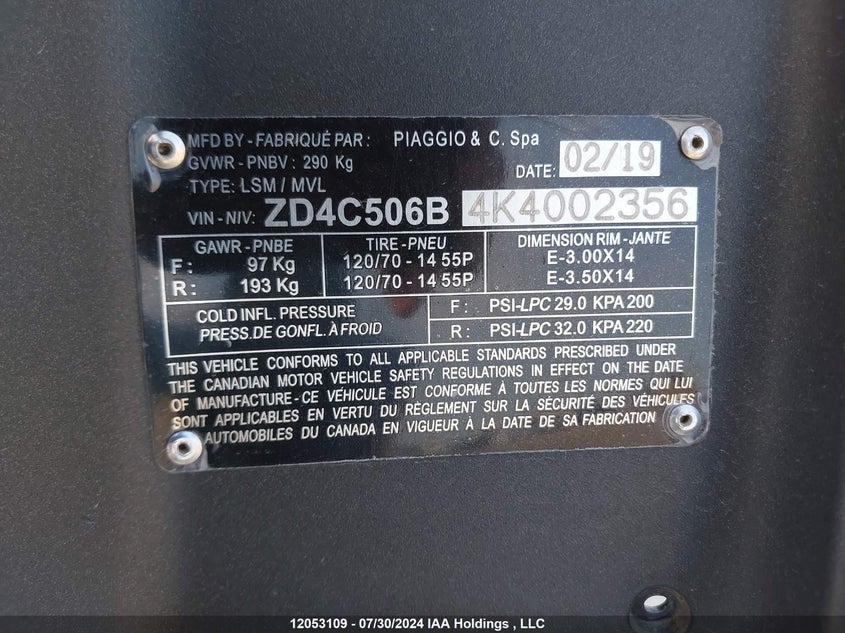 MFD BY - FABRIQUÉ PAR : PIAGGIO & C. Spa
GVWR - PNBV : 290 Kg
DATE: 02/19
TYPE: LSM / MVL
VIN - NIV: ZD4C506B 4K4002356
GAWR - PNBE TIRE - PNEU DIMENSION RIM - JANTE
F : 97 Kg 120/70 - 14 55P E-3.00X14
R : 193 Kg 120/70 - 14 55P E-3.50X14
COLD INFL. PRESSURE F : PSI-LPC 29.0 KPA 200
PRESS. DE GONFL. À FROID R : PSI-LPC 32.0 KPA 220
THIS VEHICLE CONFORMS TO ALL APPLICABLE STANDARDS PRESCRIBED UNDER
THE CANADIAN MOTOR VEHICLE SAFETY REGULATIONS IN EFFECT ON THE DATE
OF MANUFACTURE - CE VÉHICULE EST CONFORME À TOUTES LES NORMES QUI LUI
SONT APPLICABLES EN VERTU DU RÈGLEMENT SUR LA SÉCURITÉ DES VÉHICULES
AUTOMOBILES DU CANADA EN VIGUEUR À LA DATE DE SA FABRICATION
12053109 - 07/30/2024 IAA Holdings , LLC